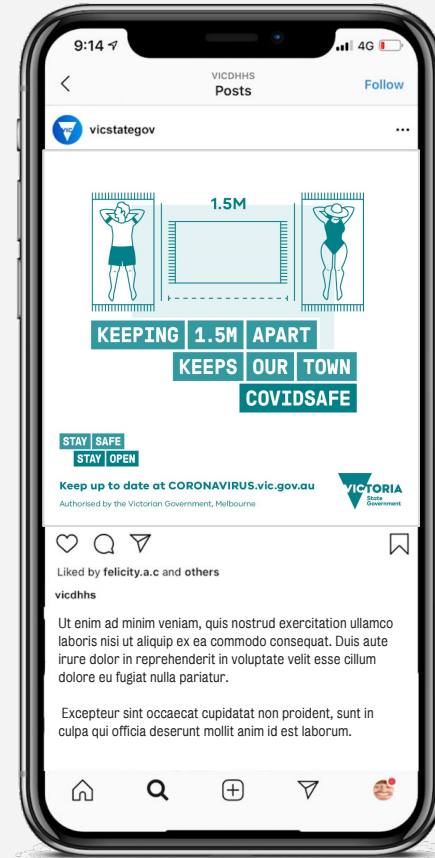 9:14
4G
VICDHHS
Posts
Follow
VIC
vicstategov
1.5M
KEEPING 1.5M APART
KEEPS OUR TOWN
COVIDSAFE
STAY SAFE
STAY OPEN
Keep up to date at CORONAVIRUS.vic.gov.au
Authorised by the Victorian Government, Melbourne
VICTORIA
State
Government
Liked by felicity.a.c and others
vicdhhs
Ut enim ad minim veniam, quis nostrud exercitation ullamco
laboris nisi ut aliquip ex ea commodo consequat. Duis aute
irure dolor in reprehenderit in voluptate velit esse cillum
dolore eu fugiat nulla pariatur.
Excepteur sint occaecat cupidatat non proident, sunt in
culpa qui officia deserunt mollit anim id est laborum.